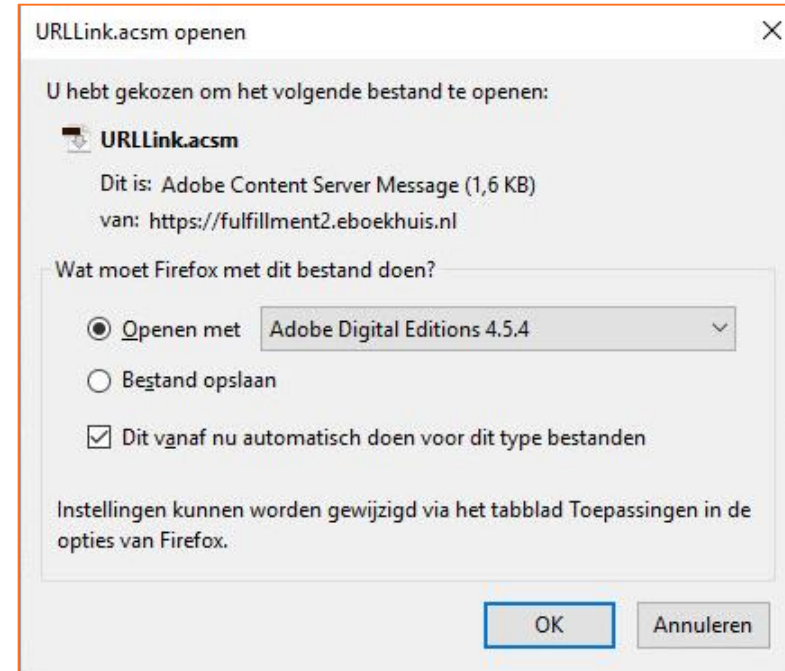 URLLink.acsm openen
U hebt gekozen om het volgende bestand te openen:
URLLink.acsm
Dit is: Adobe Content Server Message (1,6 KB)
van: https://fulfillment2.eboekhuis.nl
Wat moet Firefox met dit bestand doen?
Openen met Adobe Digital Editions 4.5.4
Bestand opslaan
Dit vanaf nu automatisch doen voor dit type bestanden
Instellingen kunnen worden gewijzigd via het tabblad Toepassingen in de
opties van Firefox.
OK Annuleren